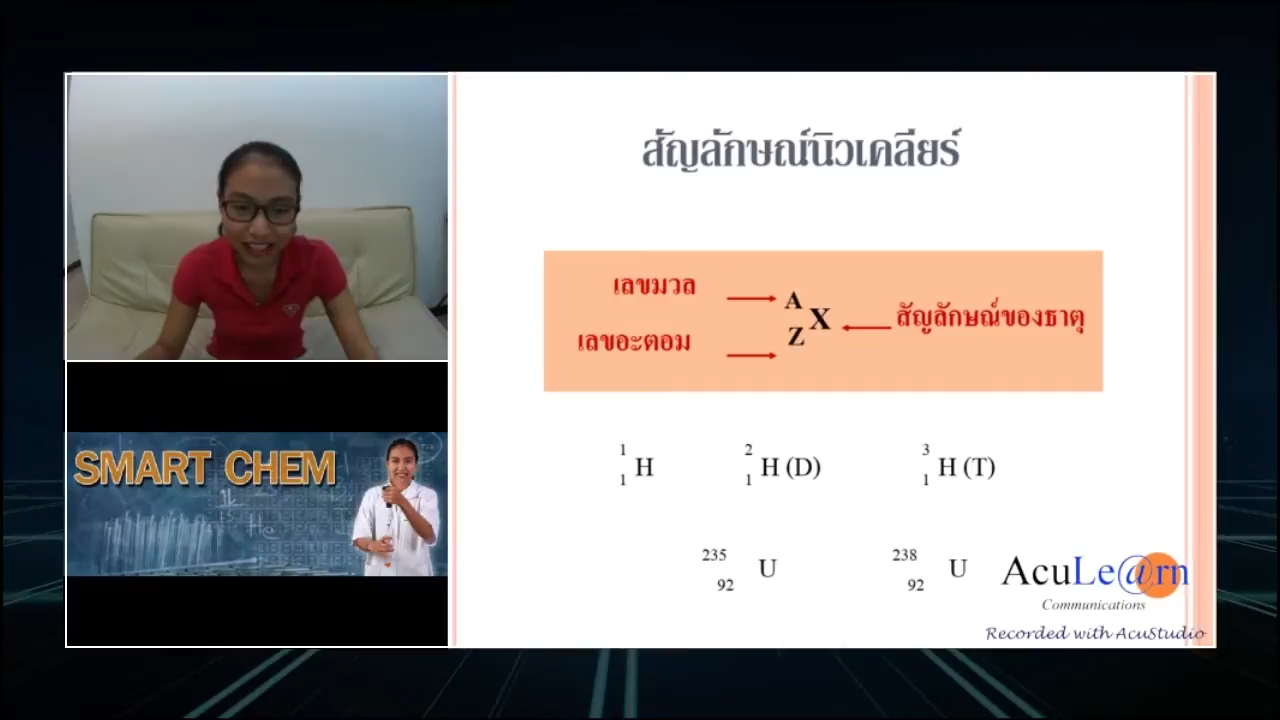 สัญลักษณ์นิวเคลียร์
เลขมวล
เลขอะตอม
A
Z
X
สัญลักษณ์ของธาตุ
1
1 H
2
1 H (D)
3
1 H (T)
235
92 U
238
92 U
SMART CHEM
AcuLe@rn
Communications
Recorded with AcuStudio